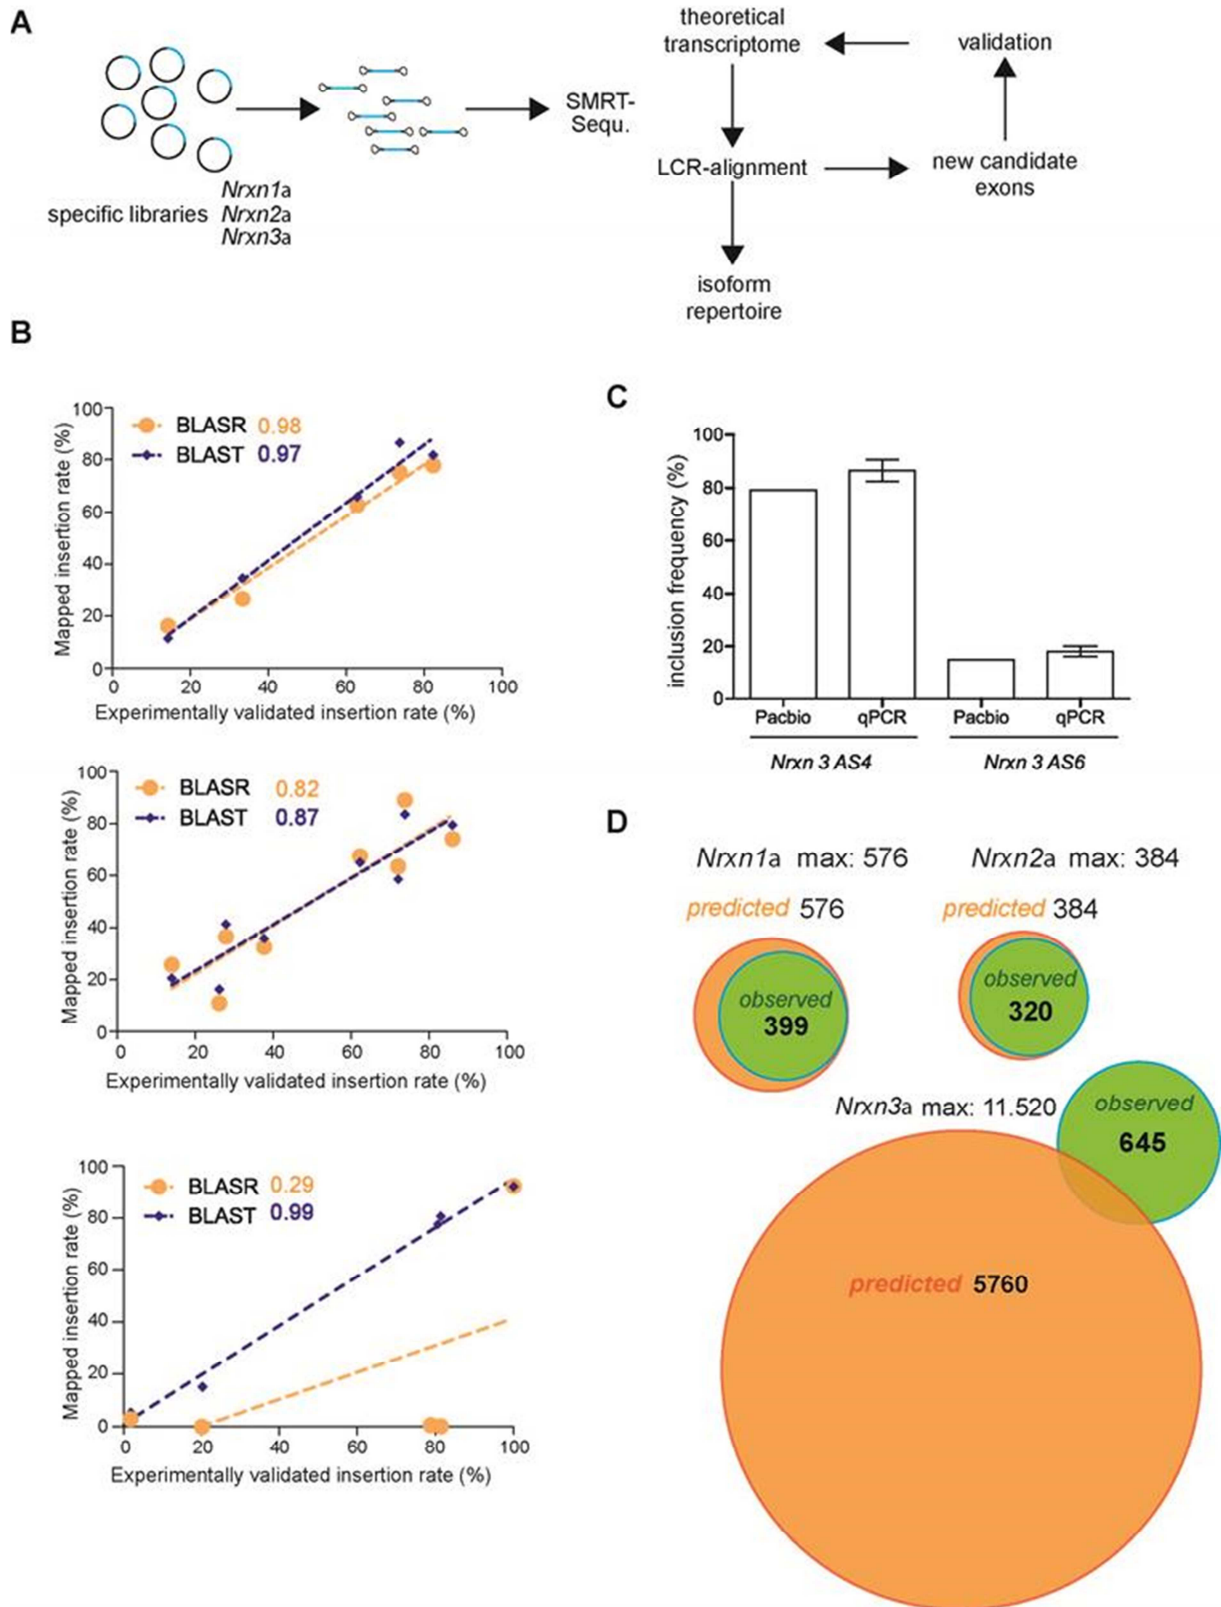 A
theoretical
transcriptome
validation
SMRT-
Sequ.
LCR-alignment
new candidate
exons
specific libraries
Nrxn1a
Nrxn2a
Nrxn3a
isoform
repertoire
B
BLASR 0.98
BLAST 0.97
Mapped insertion rate (%)
100
80
60
40
20
0
0 20 40 60 80 100
Experimentally validated insertion rate (%)
BLASR 0.82
BLAST 0.87
Mapped insertion rate (%)
100
80
60
40
20
0
0 20 40 60 80 100
Experimentally validated insertion rate (%)
BLASR 0.29
BLAST 0.99
Mapped insertion rate (%)
100
80
60
40
20
0
0 20 40 60 80 100
Experimentally validated insertion rate (%)
C
inclusion frequency (%)
100
80
60
40
20
0
Pacbio qPCR Pacbio qPCR
Nrxn 3 AS4 Nrxn 3 AS6
D
Nrxn1a max: 576
predicted 576
observed
399
Nrxn2a max: 384
predicted 384
observed
320
Nrxn3a max: 11.520
observed
645
predicted 5760